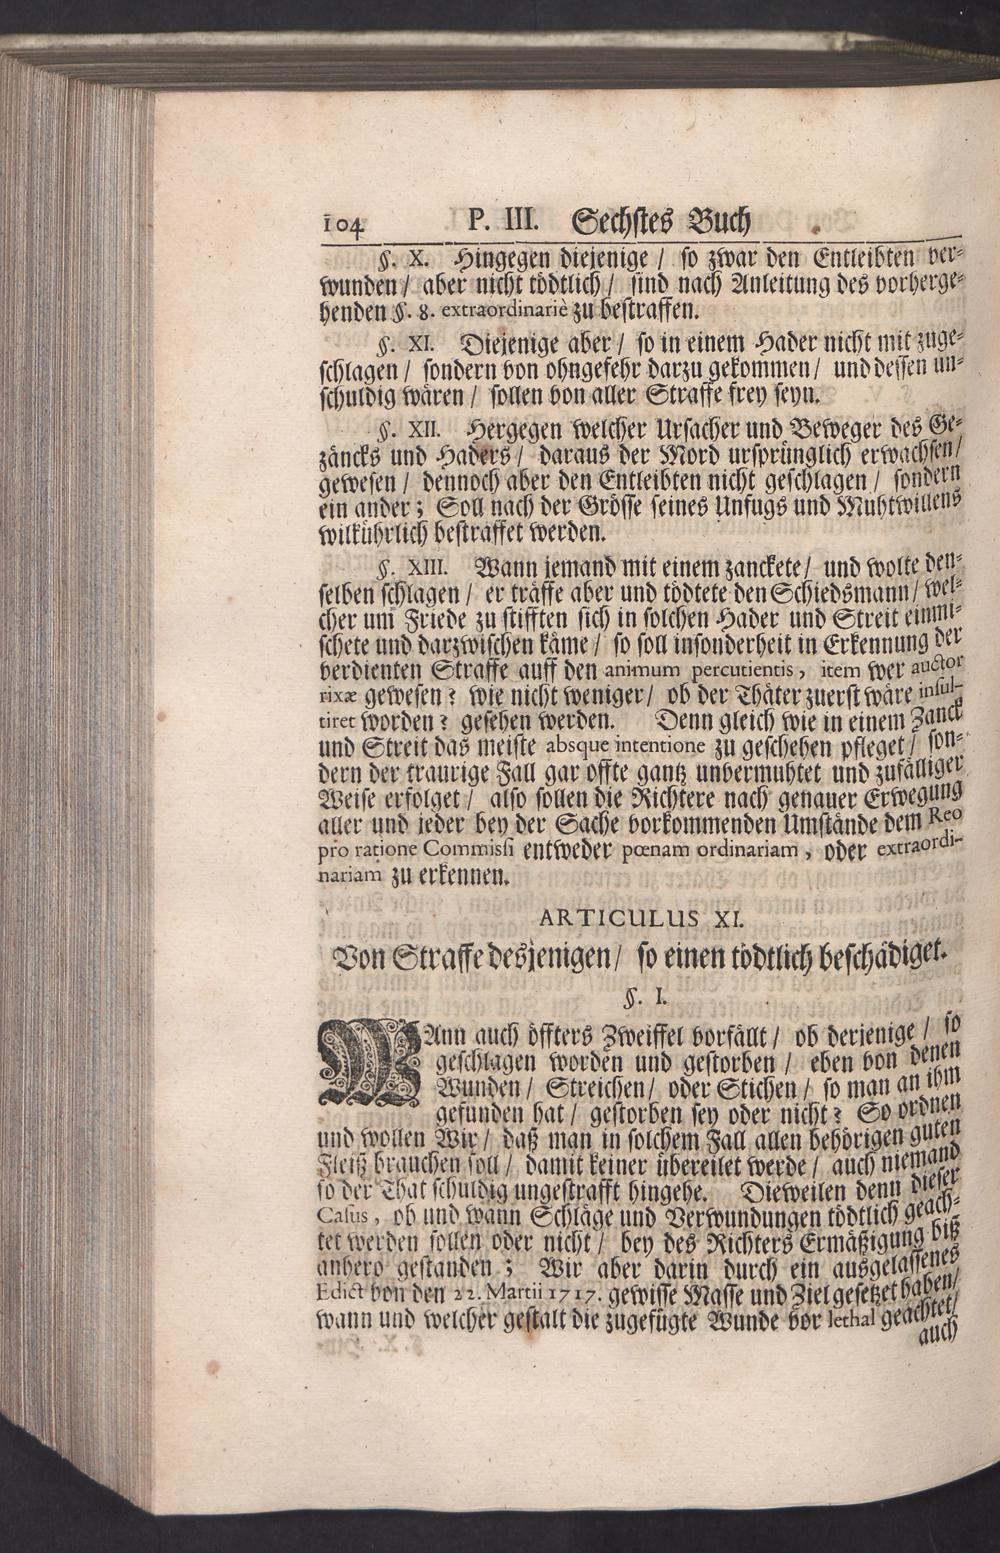 104 P. III. Sechstes Buch
§. X. Hingegen diejenige / so zwar den Entleibten ver-
wunden / aber nicht tödtlich / sind nach Anleitung des vorherge-
henden §. 8. extraordinariè zu bestraffen.
§. XI. Diejenige aber / so in einem Hader nicht mit zuge-
schlagen / sondern von ohngefehr darzu gekommen / und dessen un-
schuldig wären / sollen von aller Straffe frey seyn.
§. XII. Hergegen welcher Ursacher und Beweger des Ge-
zäncks und Haders / daraus der Mord ursprünglich erwachsen /
gewesen / dennoch aber den Entleibten nicht geschlagen / sondern
ein ander; Soll nach der Grösse seines Unfugs und Muhtwillens
wilkührlich bestraffet werden.
§. XIII. Wann jemand mit einem zanckete / und wolte den-
selben schlagen / er träffe aber und tödtete den Schiedsmann / wel-
cher um Friede zu stifften sich in solchen Hader und Streit einmi-
schete und darzwischen käme / so soll insonderheit in Erkennung der
verdienten Straffe auff den animum percutientis, item wer auctor
rixæ gewesen? wie nicht weniger / ob der Thäter zuerst wäre insul-
tiret worden? gesehen werden. Denn gleich wie in einem Zanck
und Streit das meiste absque intentione zu geschehen pfleget / son-
dern der traurige Fall gar offte gantz unvermuhtet und zufälliger
Weise erfolget / also sollen die Richtere nach genauer Erwegung
aller und jeder bey der Sache vorkommenden Umstände dem Reo
pro ratione Commissi entweder pœnam ordinariam, oder extraordi-
nariam zu erkennen.
ARTICULUS XI.
Von Straffe desjenigen / so einen tödtlich beschädiget.
§. I.
WAnn auch öffters Zweiffel vorfällt / ob derjenige / so
geschlagen worden und gestorben / eben von denen
Wunden / Streichen / oder Stichen / so man an ihm
gefunden hat / gestorben sey oder nicht? So ordnen
und wollen Wir / daß man in solchem Fall allen behörigen guten
Fleiß brauchen soll / damit keiner übereilet werde / auch niemand
so der That schuldig ungestrafft hingehe. Dieweilen denn dieser
Casus, ob und wann Schläge und Verwundungen tödtlich geach-
tet werden sollen oder nicht / bey des Richters Ermäßigung biß
anhero gestanden; Wir aber darin durch ein ausgelassenes
Edict von den 22. Martii 1717. gewisse Masse und Ziel gesetzet haben /
wann und welcher gestalt die zugefügte Wunde vor lethal geachtet /
auch